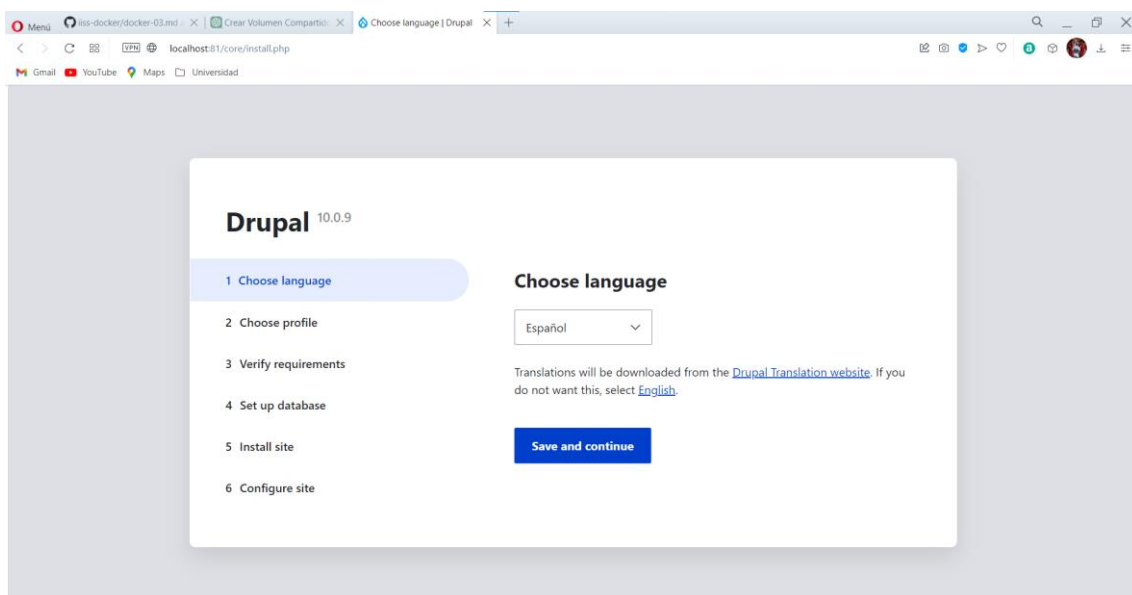 Menú
iiss-docker/docker-03.md
Crear Volumen Compartido
Choose language | Drupal
VPN
localhost:81/core/install.php
Gmail YouTube Maps Universidad
Drupal 10.0.9
1 Choose language
2 Choose profile
3 Verify requirements
4 Set up database
5 Install site
6 Configure site
Choose language
Español
Translations will be downloaded from the Drupal Translation website. If you
do not want this, select English.
Save and continue